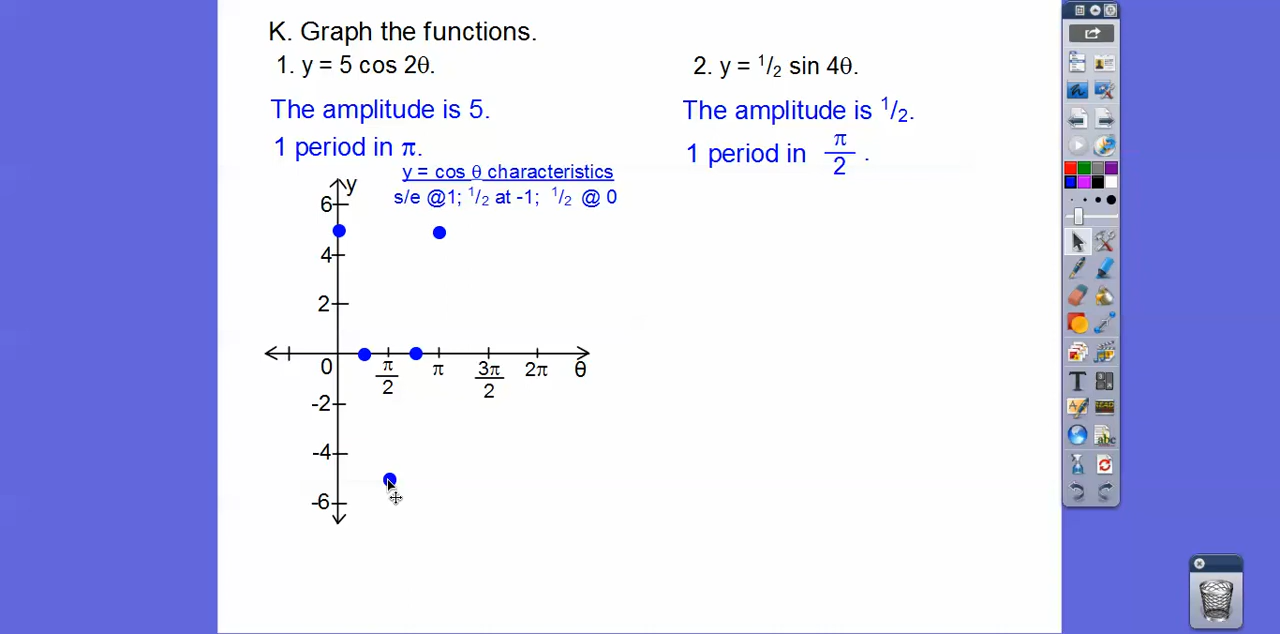 K. Graph the functions.
1. y = 5 cos 2θ.
The amplitude is 5.
1 period in π.
y = cos θ characteristics
s/e @1; 1/2 at -1; 1/2 @ 0
y
6
4
2
0
-2
-4
-6
π/2
π
3π/2
2π
θ
2. y = 1/2 sin 4θ.
The amplitude is 1/2.
1 period in π/2.